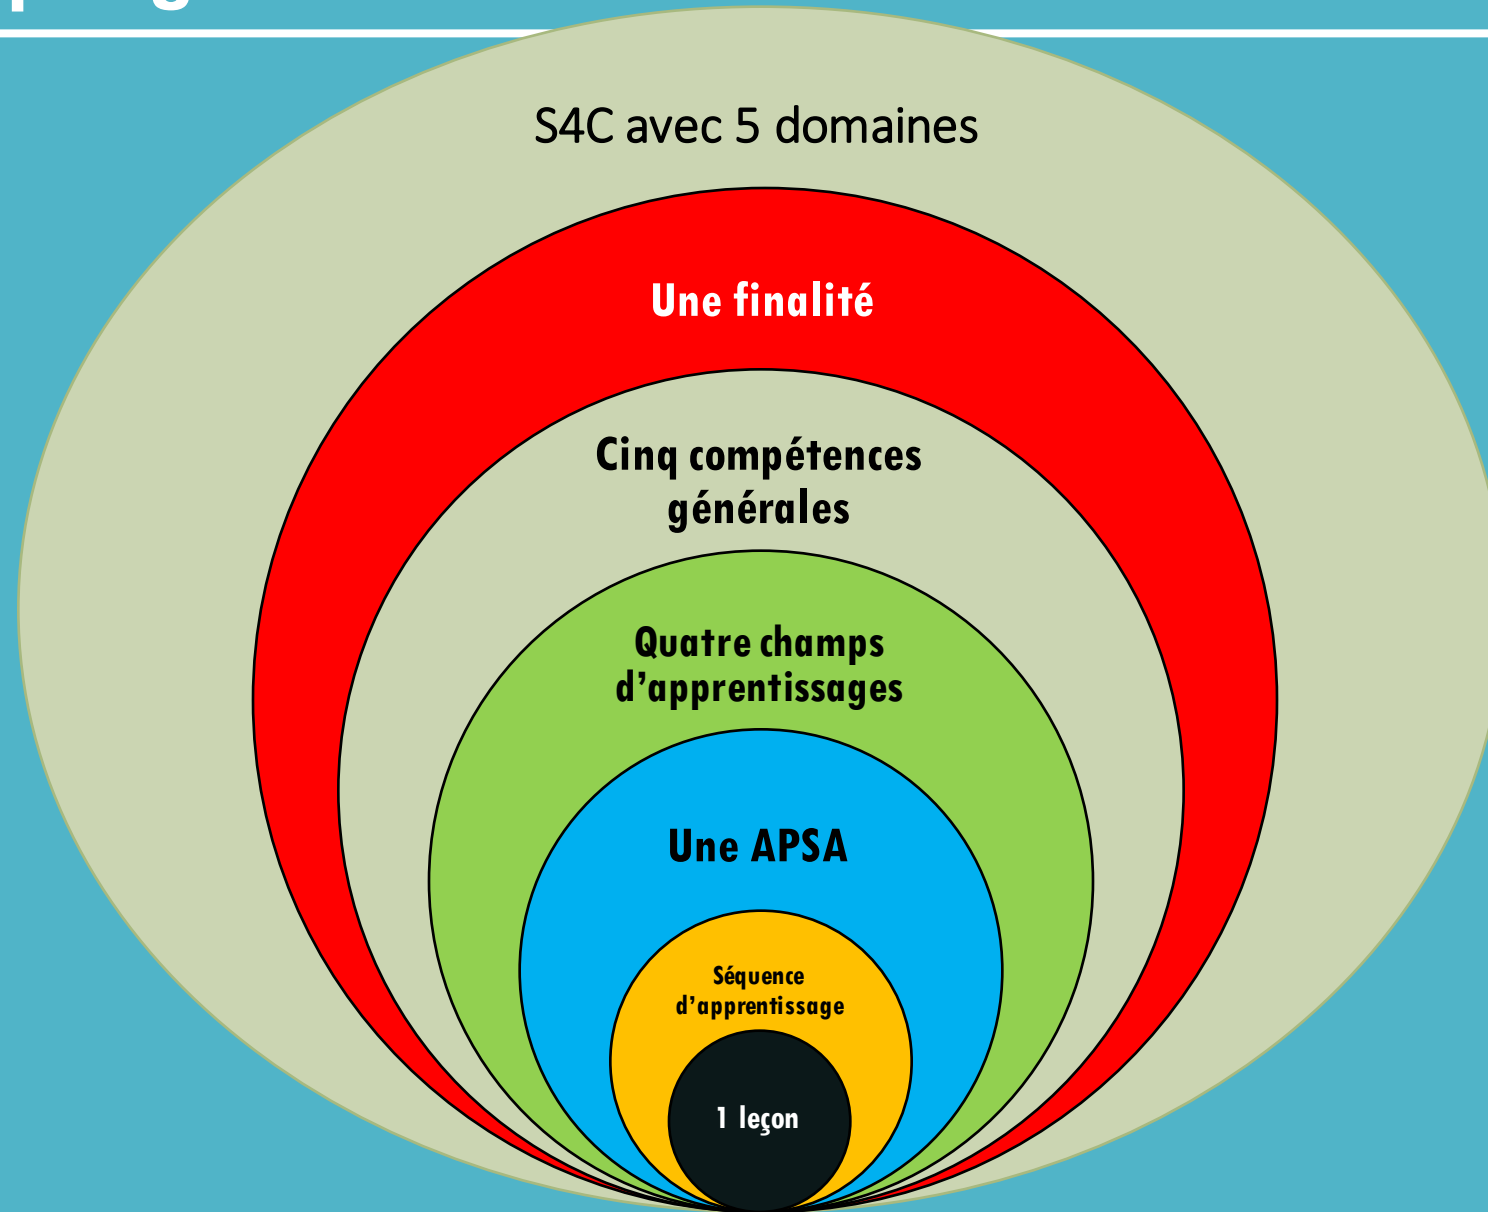 S4C avec 5 domaines
Une finalité
Cinq compétences
générales
Quatre champs
d’apprentissages
Une APSA
Séquence
d’apprentissage
1 leçon